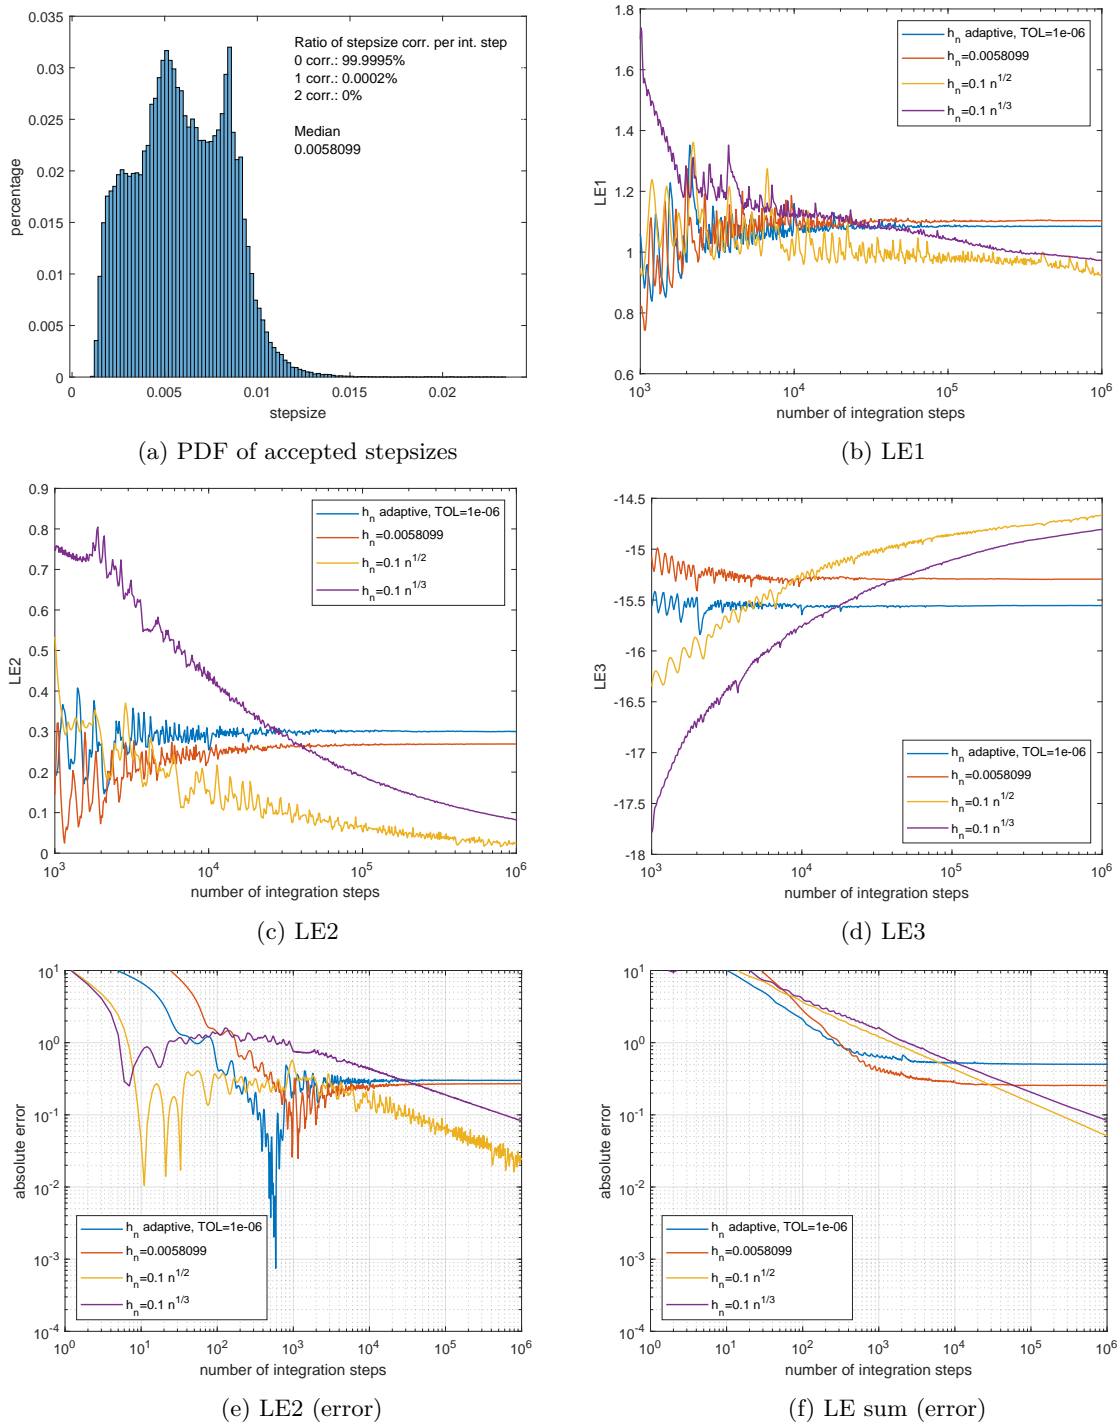 0.035
0.03
0.025
0.02
0.015
0.01
0.005
0
percentage
Ratio of stepsize corr. per int. step
0 corr.: 99.9995%
1 corr.: 0.0002%
2 corr.: 0%
Median
0.0058099
0 0.005 0.01 0.015 0.02
stepsize
(a) PDF of accepted stepsizes
1.8
1.6
1.4
1.2
1
0.8
0.6
LE1
h_n adaptive, TOL=1e-06
h_n=0.0058099
h_n=0.1 n^{1/2}
h_n=0.1 n^{1/3}
10^3 10^4 10^5 10^6
number of integration steps
(b) LE1
0.9
0.8
0.7
0.6
0.5
0.4
0.3
0.2
0.1
0
LE2
h_n adaptive, TOL=1e-06
h_n=0.0058099
h_n=0.1 n^{1/2}
h_n=0.1 n^{1/3}
10^3 10^4 10^5 10^6
number of integration steps
(c) LE2
-14.5
-15
-15.5
-16
-16.5
-17
-17.5
-18
LE3
h_n adaptive, TOL=1e-06
h_n=0.0058099
h_n=0.1 n^{1/2}
h_n=0.1 n^{1/3}
10^3 10^4 10^5 10^6
number of integration steps
(d) LE3
10^1
10^0
10^{-1}
10^{-2}
10^{-3}
10^{-4}
absolute error
h_n adaptive, TOL=1e-06
h_n=0.0058099
h_n=0.1 n^{1/2}
h_n=0.1 n^{1/3}
10^0 10^1 10^2 10^3 10^4 10^5 10^6
number of integration steps
(e) LE2 (error)
10^1
10^0
10^{-1}
10^{-2}
10^{-3}
10^{-4}
absolute error
h_n adaptive, TOL=1e-06
h_n=0.0058099
h_n=0.1 n^{1/2}
h_n=0.1 n^{1/3}
10^0 10^1 10^2 10^3 10^4 10^5 10^6
number of integration steps
(f) LE sum (error)